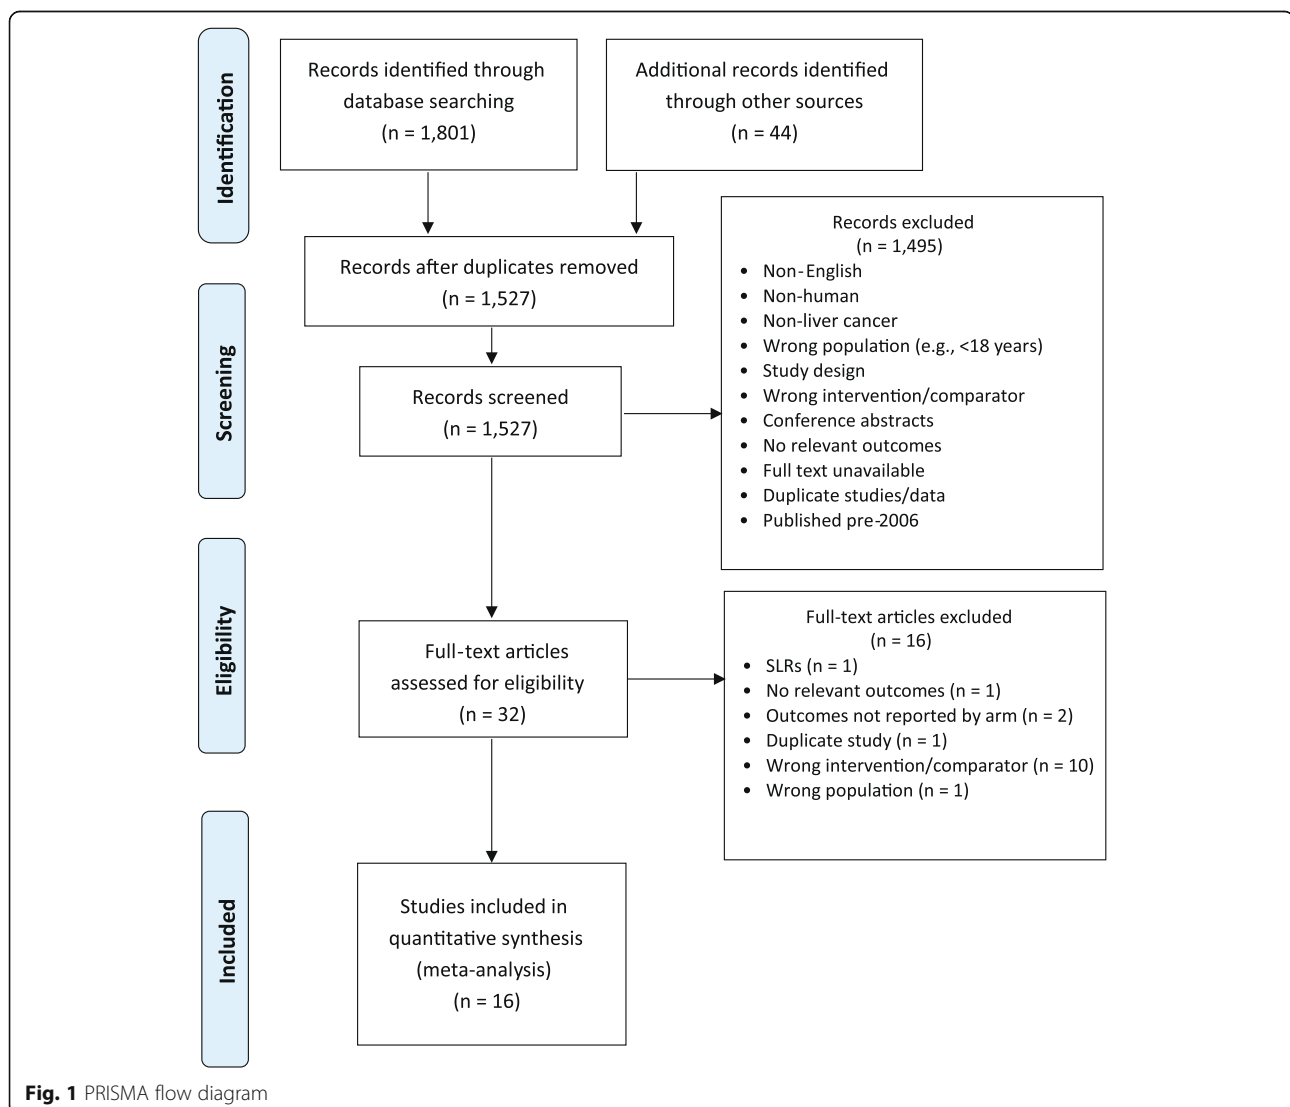 Identification
Records identified through
database searching
(n = 1,801)
Additional records identified
through other sources
(n = 44)
Records after duplicates removed
(n = 1,527)
Screening
Records screened
(n = 1,527)
Records excluded
(n = 1,495)
• Non-English
• Non-human
• Non-liver cancer
• Wrong population (e.g., <18 years)
• Study design
• Wrong intervention/comparator
• Conference abstracts
• No relevant outcomes
• Full text unavailable
• Duplicate studies/data
• Published pre-2006
Eligibility
Full-text articles
assessed for eligibility
(n = 32)
Full-text articles excluded
(n = 16)
• SLRs (n = 1)
• No relevant outcomes (n = 1)
• Outcomes not reported by arm (n = 2)
• Duplicate study (n = 1)
• Wrong intervention/comparator (n = 10)
• Wrong population (n = 1)
Included
Studies included in
quantitative synthesis
(meta-analysis)
(n = 16)
Fig. 1 PRISMA flow diagram